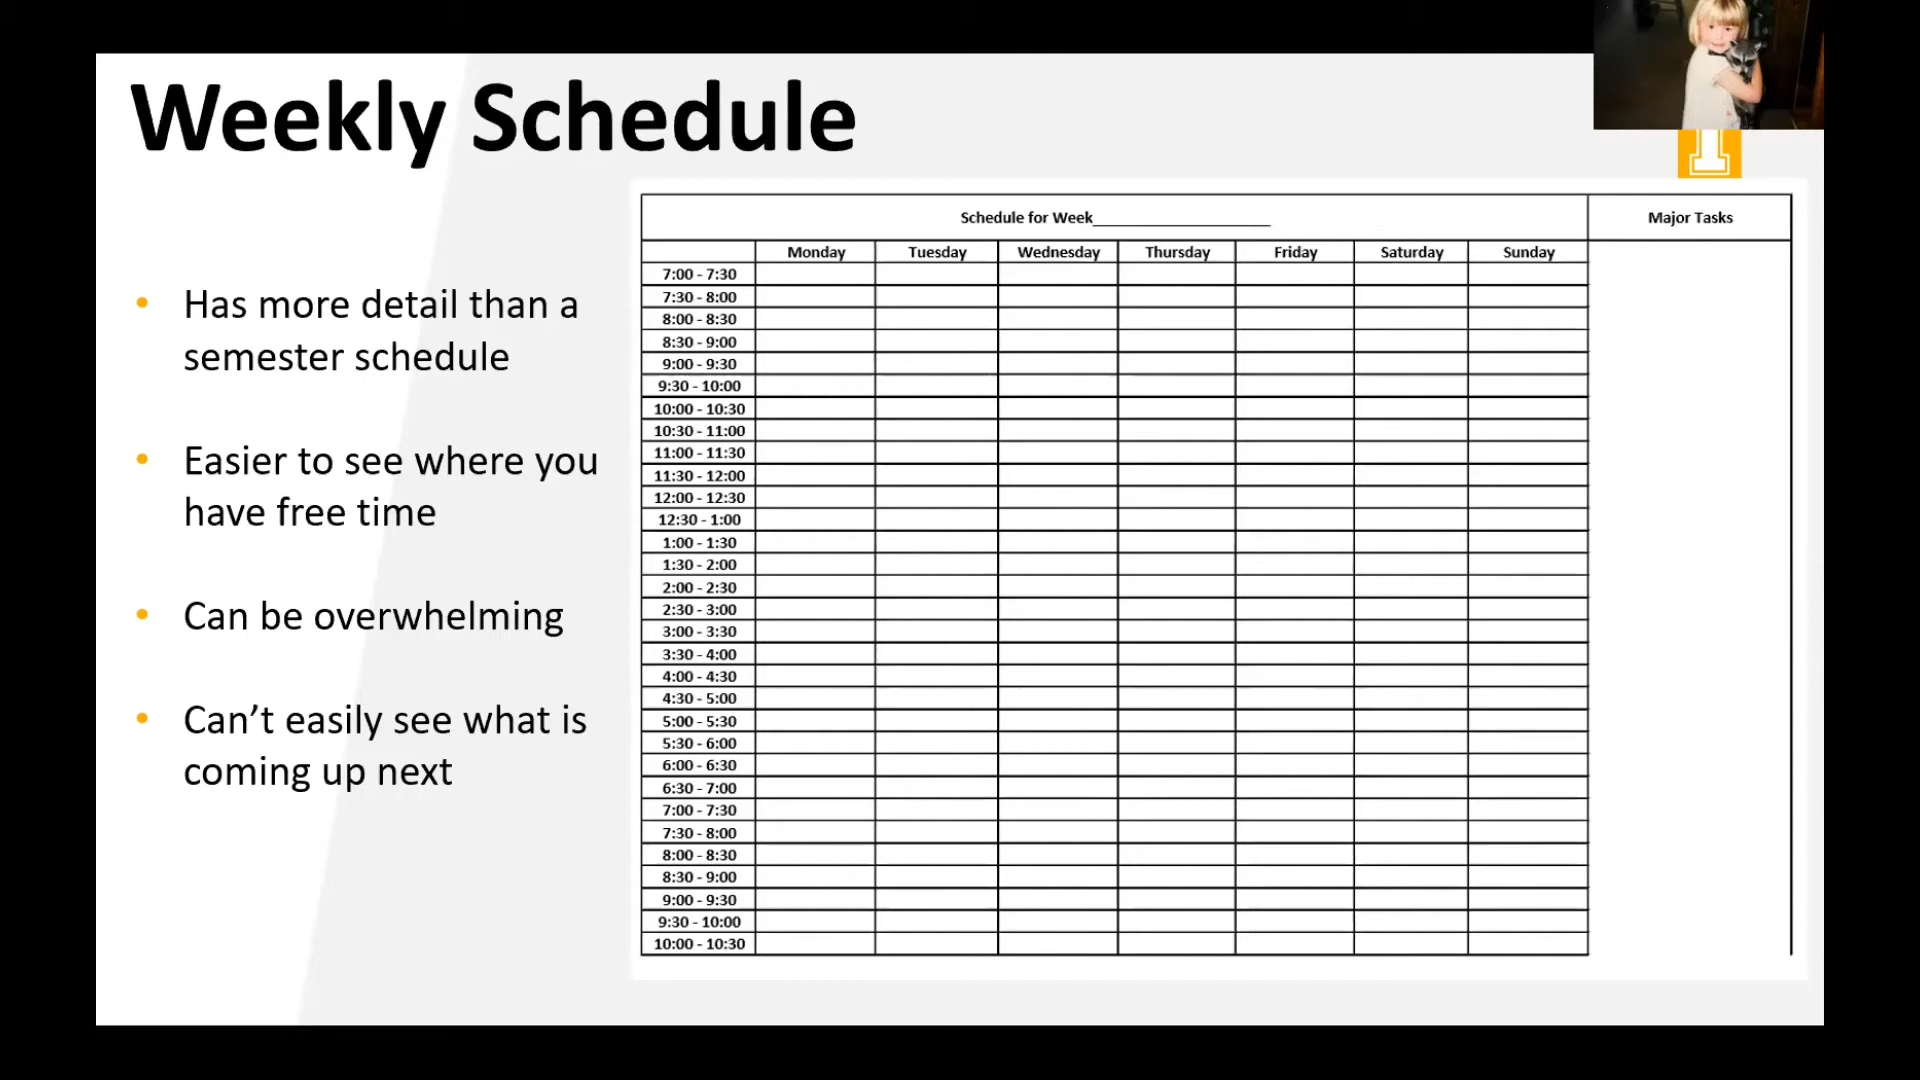 Weekly Schedule
• Has more detail than a
semester schedule
• Easier to see where you
have free time
• Can be overwhelming
• Can’t easily see what is
coming up next
Schedule for Week____________________ Major Tasks
Monday Tuesday Wednesday Thursday Friday Saturday Sunday
7:00 - 7:30
7:30 - 8:00
8:00 - 8:30
8:30 - 9:00
9:00 - 9:30
9:30 - 10:00
10:00 - 10:30
10:30 - 11:00
11:00 - 11:30
11:30 - 12:00
12:00 - 12:30
12:30 - 1:00
1:00 - 1:30
1:30 - 2:00
2:00 - 2:30
2:30 - 3:00
3:00 - 3:30
3:30 - 4:00
4:00 - 4:30
4:30 - 5:00
5:00 - 5:30
5:30 - 6:00
6:00 - 6:30
6:30 - 7:00
7:00 - 7:30
7:30 - 8:00
8:00 - 8:30
8:30 - 9:00
9:00 - 9:30
9:30 - 10:00
10:00 - 10:30